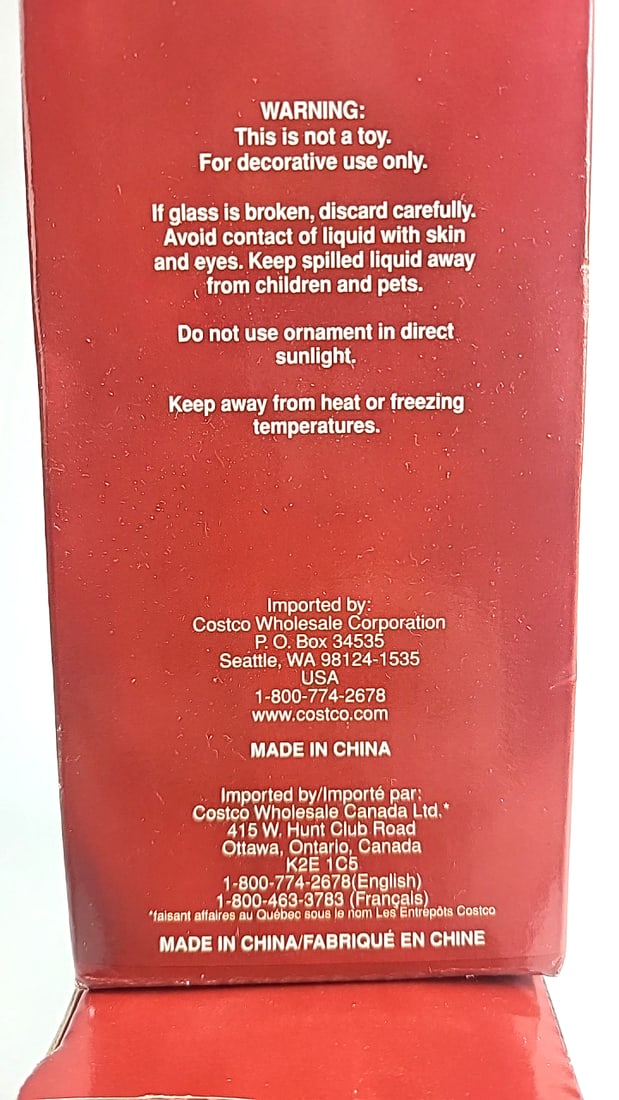 WARNING:
This is not a toy.
For decorative use only.
If glass is broken, discard carefully.
Avoid contact of liquid with skin
and eyes. Keep spilled liquid away
from children and pets.
Do not use ornament in direct
sunlight.
Keep away from heat or freezing
temperatures.
Imported by:
Costco Wholesale Corporation
P. O. Box 34535
Seattle, WA 98124-1535
USA
1-800-774-2678
www.costco.com
MADE IN CHINA
Imported by/Importé par:
Costco Wholesale Canada Ltd.*
415 W. Hunt Club Road
Ottawa, Ontario, Canada
K2E 1C5
1-800-774-2678(English)
1-800-463-3783 (Français)
*faisant affaires au Québec sous le nom Les Entrepôts Costco
MADE IN CHINA/FABRIQUÉ EN CHINE